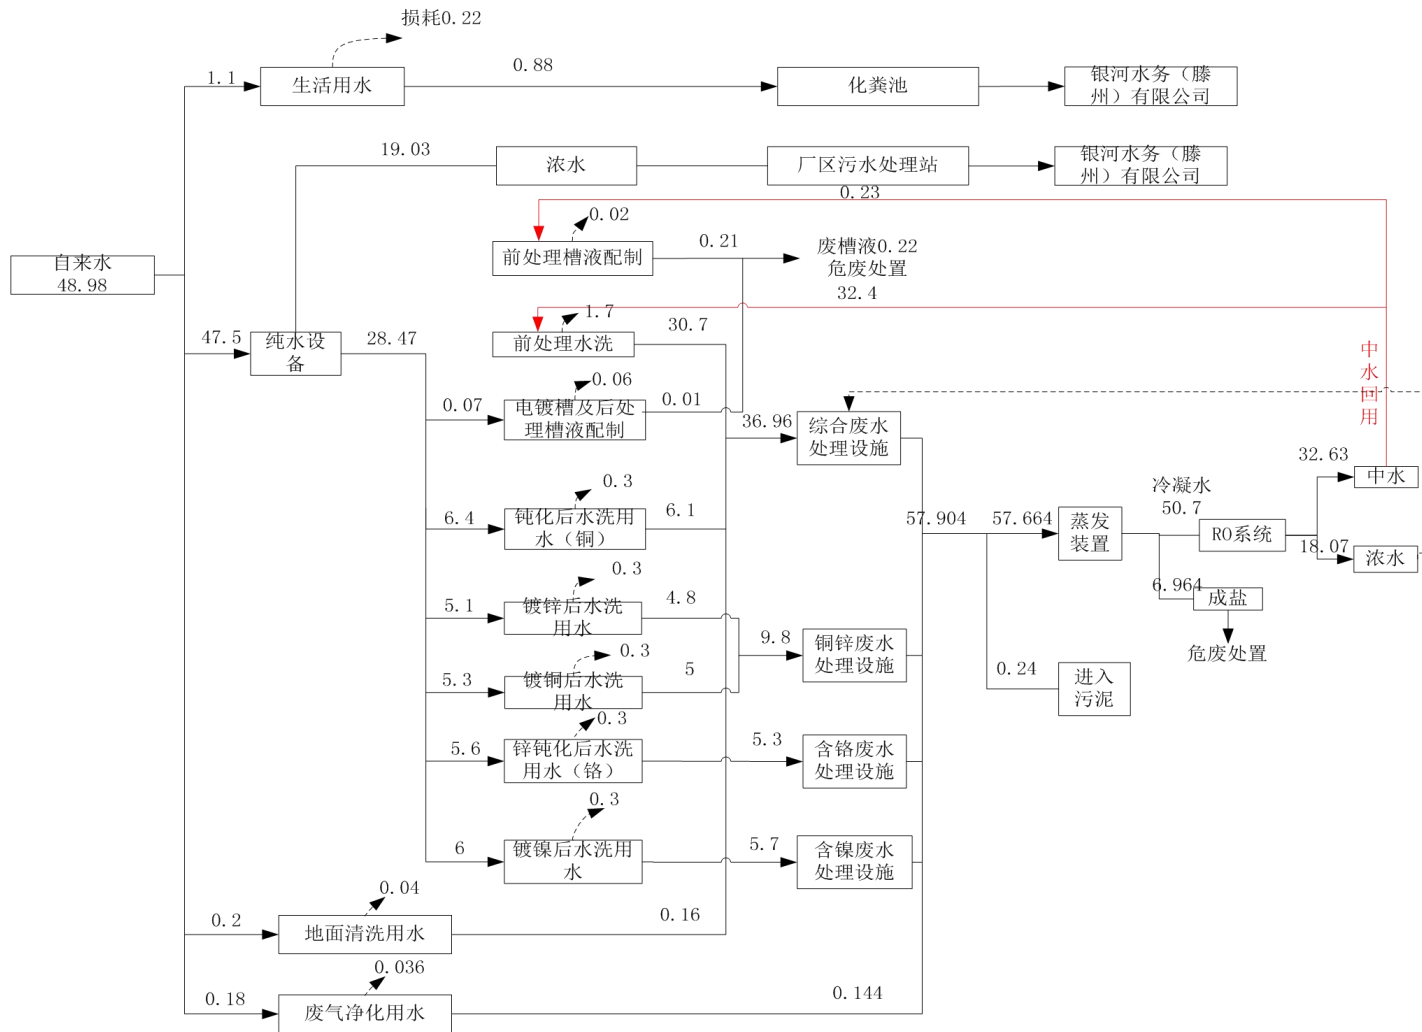 损耗0.22
1.1
生活用水
0.88
化粪池
银河水务（滕
州）有限公司
19.03
浓水
厂区污水处理站
银河水务（滕
州）有限公司
0.23
0.02
前处理槽液配制
0.21
废槽液0.22
危废处置
自来水
48.98
32.4
1.7
30.7
前处理水洗
47.5
纯水设
备
28.47
中
水
回
用
0.06
0.07
电镀槽及后处
理槽液配制
0.01
36.96
综合废水
处理设施
32.63
中水
0.3
6.4
钝化后水洗用
水（铜）
6.1
57.904
57.664
蒸发
装置
冷凝水
50.7
RO系统
18.07
浓水
0.3
5.1
镀锌后水洗
用水
4.8
6.964
成盐
危废处置
9.8
铜锌废水
处理设施
0.3
5.3
镀铜后水洗
用水
5
0.24
进入
污泥
0.3
5.6
锌钝化后水洗
用水（铬）
5.3
含铬废水
处理设施
0.3
6
镀镍后水洗用
水
5.7
含镍废水
处理设施
0.04
0.2
地面清洗用水
0.16
0.036
0.18
废气净化用水
0.144